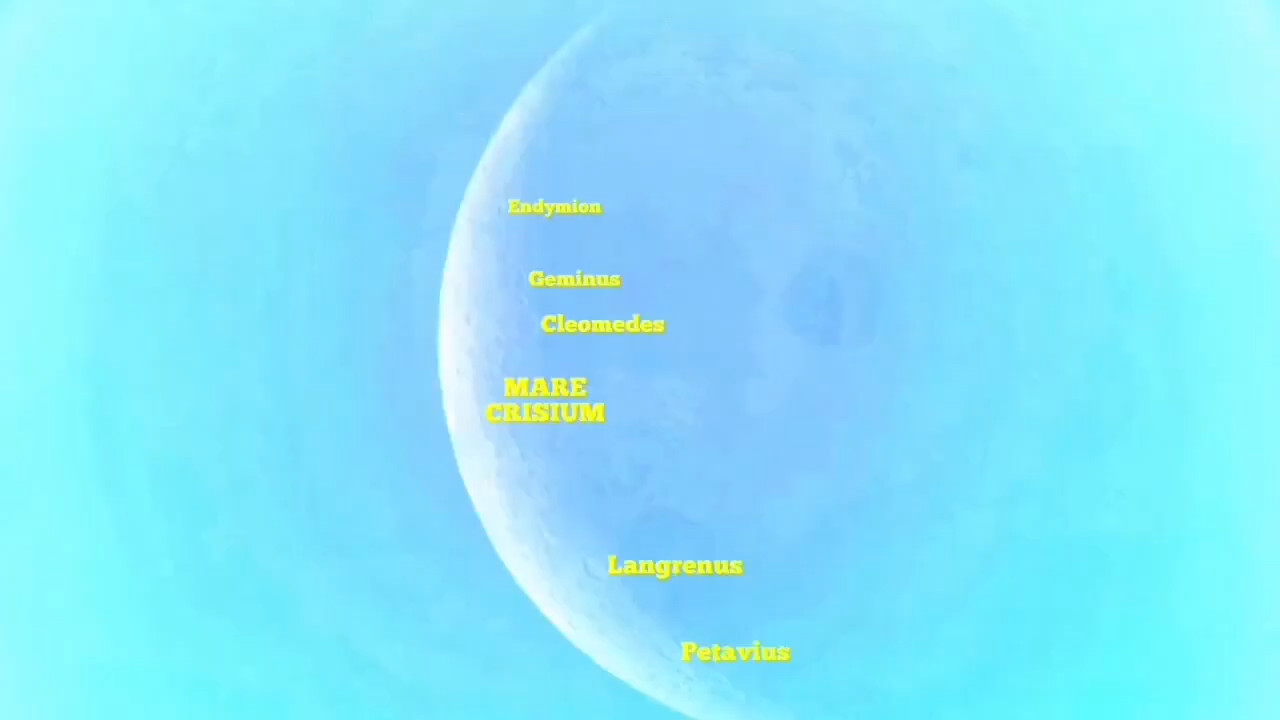 Endymion
Geminus
Cleomedes
MARE
CRISIUM
Langrenus
Petavius